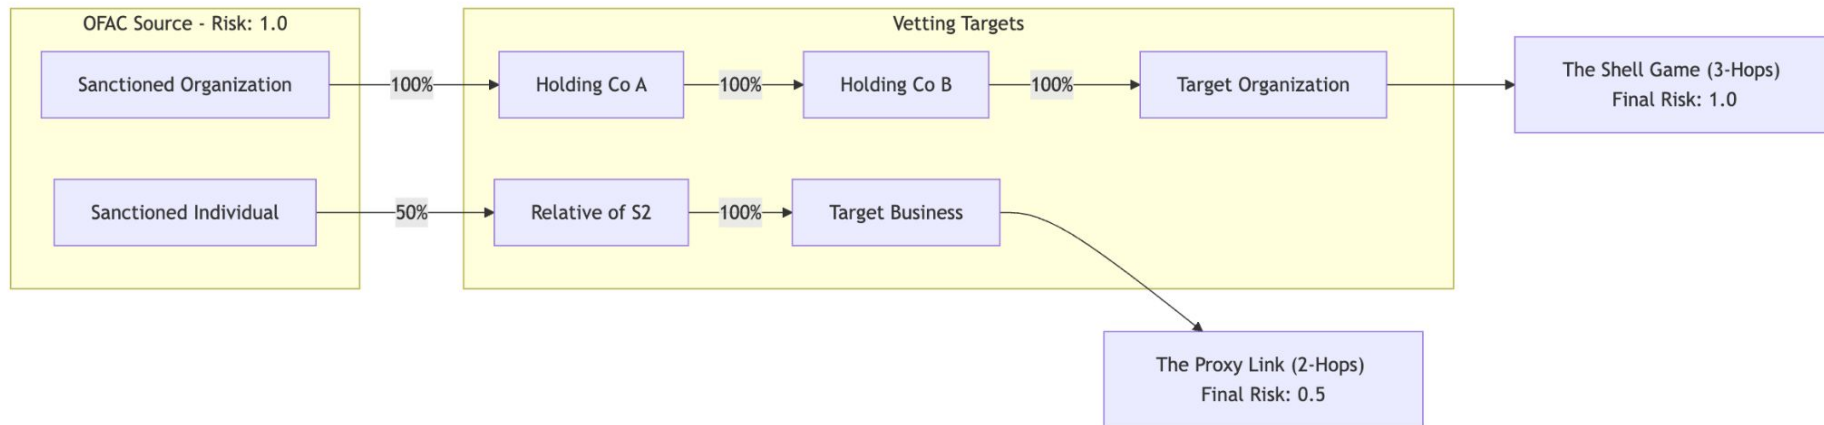 OFAC Source - Risk: 1.0
Vetting Targets
Sanctioned Organization
100%
Holding Co A
100%
Holding Co B
100%
Target Organization
The Shell Game (3-Hops)
Final Risk: 1.0
Sanctioned Individual
50%
Relative of S2
100%
Target Business
The Proxy Link (2-Hops)
Final Risk: 0.5